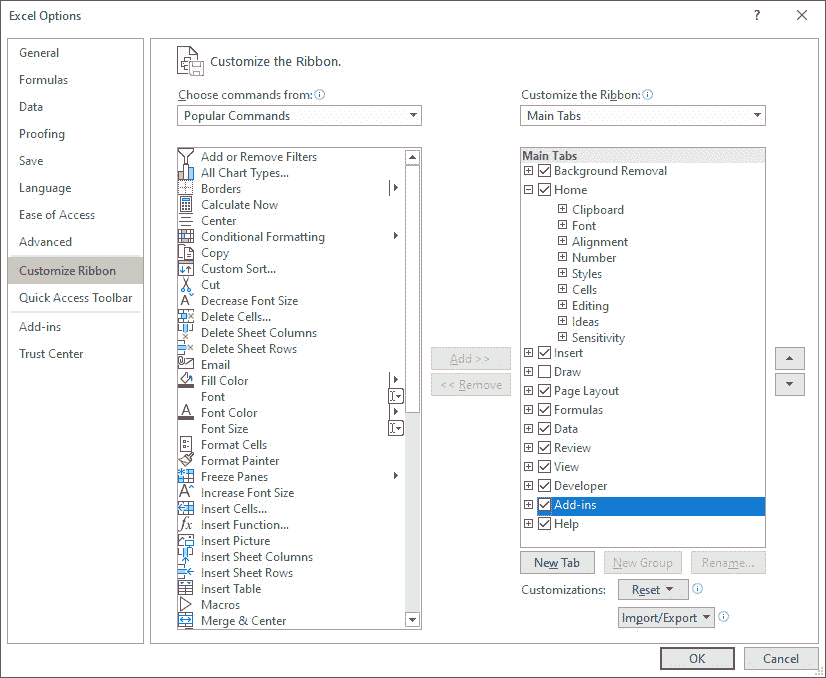 Excel Options
?
General
Formulas
Data
Proofing
Save
Language
Ease of Access
Advanced
Customize Ribbon
Quick Access Toolbar
Add-ins
Trust Center
Customize the Ribbon.
Choose commands from:
Popular Commands
Add or Remove Filters
All Chart Types...
Borders
Calculate Now
Center
Conditional Formatting
Copy
Custom Sort...
Cut
Decrease Font Size
Delete Cells...
Delete Sheet Columns
Delete Sheet Rows
Email
Fill Color
Font
Font Color
Font Size
Format Cells
Format Painter
Freeze Panes
Increase Font Size
Insert Cells...
Insert Function...
Insert Picture
Insert Sheet Columns
Insert Sheet Rows
Insert Table
Macros
Merge & Center
Add >>
<< Remove
Customize the Ribbon:
Main Tabs
Main Tabs
Background Removal
Home
Clipboard
Font
Alignment
Number
Styles
Cells
Editing
Ideas
Sensitivity
Insert
Draw
Page Layout
Formulas
Data
Review
View
Developer
Add-ins
Help
New Tab
New Group
Rename...
Customizations:
Reset
Import/Export
OK
Cancel